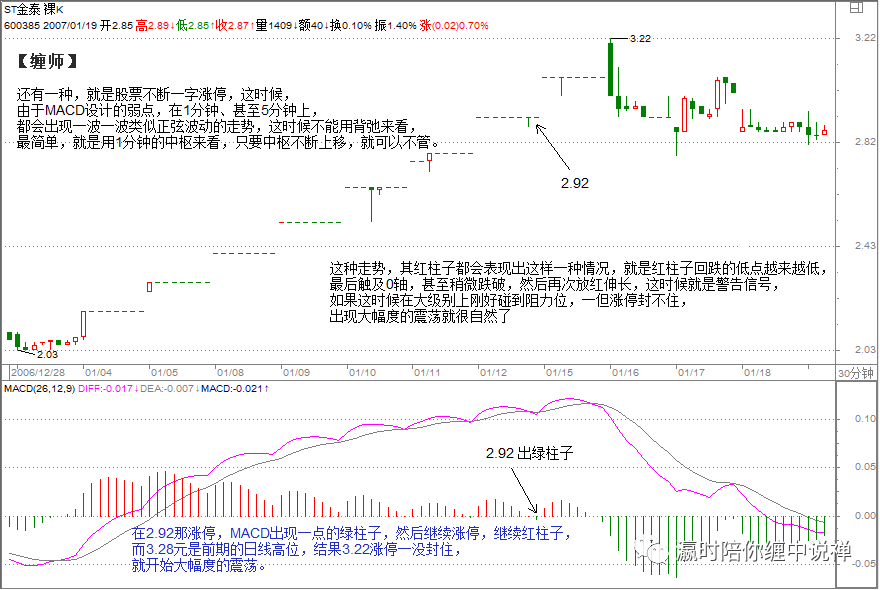 ST金泰 裸K
600385 2007/01/19 开2.85 高2.89↓低2.85↑收2.87↑量1409↓额40↓换0.10% 振1.40% 涨(0.02)0.70%
【缠师】
还有一种，就是股票不断一字涨停，这时候，
由于MACD设计的弱点，在1分钟、甚至5分钟上，
都会出现一波一波类似正弦波动的走势，这时候不能用背弛来看，
最简单，就是用1分钟的中枢来看，只要中枢不断上移，就可以不管。
3.22
3.22
2.92
2.82
2.43
这种走势，其红柱子都会表现出这样一种情况，就是红柱子回跌的低点越来越低，
最后触及0轴，甚至稍微跌破，然后再次放红伸长，这时候就是警告信号，
如果这时候在大级别上刚好碰到阻力位，一但涨停封不住，
出现大幅度的震荡就很自然了
2.03
2.03
2006/12/28 01/04 01/05 01/08 01/09 01/10 01/11 01/12 01/15 01/16 01/17 01/18 30分钟
MACD(26,12,9) DIFF:-0.017↓DEA:-0.007↓MACD:-0.021↑
0.10
2.92 出绿柱子
0.05
0.00
在2.92那涨停，MACD出现一点的绿柱子，然后继续涨停，继续红柱子，
而3.28元是前期的日线高位，结果3.22涨停一没封住，
就开始大幅度的震荡。
赢时陪你缠中说禅
-0.05